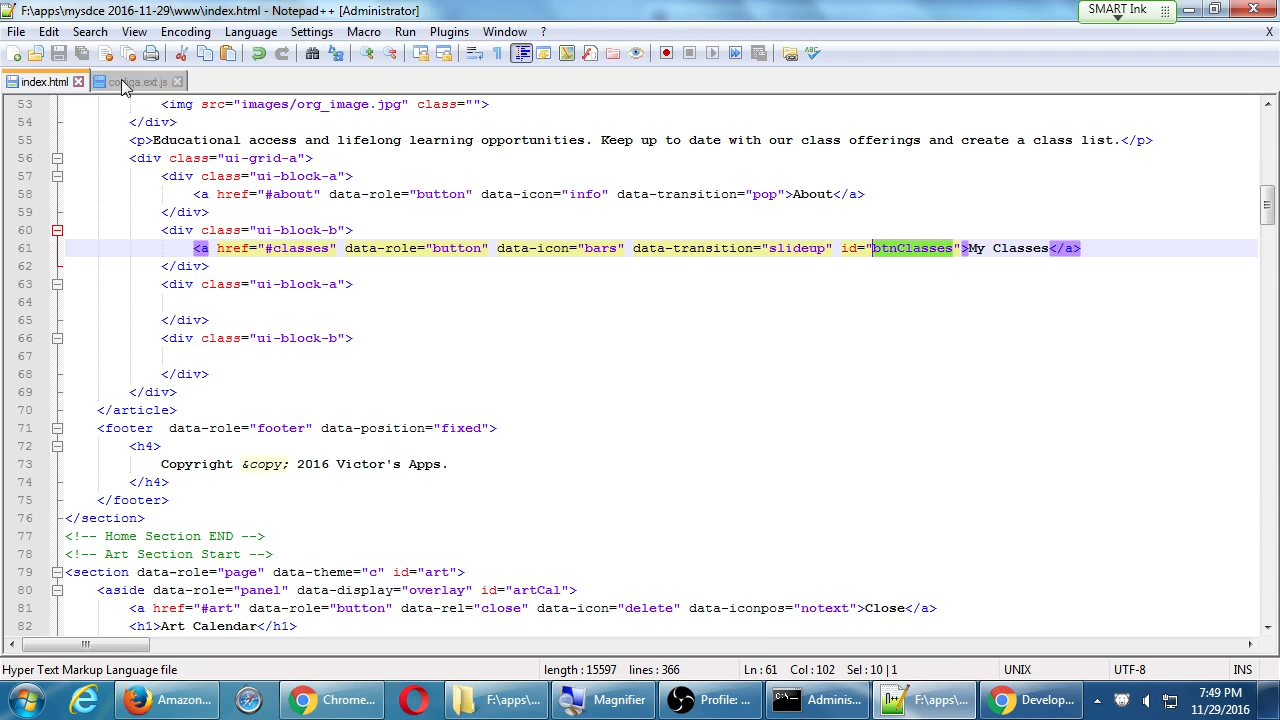 F:\apps\mysdce 2016-11-29\www\index.html - Notepad++ [Administrator]
SMART Ink
File Edit Search View Encoding Language Settings Macro Run Plugins Window ? X
index.html configa.ext.js
53 <img src="images/org_image.jpg" class="">
54 </div>
55 <p>Educational access and lifelong learning opportunities. Keep up to date with our class offerings and create a class list.</p>
56 <div class="ui-grid-a">
57 <div class="ui-block-a">
58 <a href="#about" data-role="button" data-icon="info" data-transition="pop">About</a>
59 </div>
60 <div class="ui-block-b">
61 <a href="#classes" data-role="button" data-icon="bars" data-transition="slideup" id="btnClasses">My Classes</a>
62 </div>
63 <div class="ui-block-a">
64
65 </div>
66 <div class="ui-block-b">
67
68 </div>
69 </div>
70 </article>
71 <footer  data-role="footer" data-position="fixed">
72 <h4>
73 Copyright &copy; 2016 Victor's Apps.
74 </h4>
75 </footer>
76 </section>
77 <!-- Home Section END -->
78 <!-- Art Section Start -->
79 <section data-role="page" data-theme="c" id="art">
80 <aside data-role="panel" data-display="overlay" id="artCal">
81 <a href="#art" data-role="button" data-rel="close" data-icon="delete" data-iconpos="notext">Close</a>
82 <h1>Art Calendar</h1>
Hyper Text Markup Language file length : 15597 lines : 366 Ln : 61 Col : 102 Sel : 10 | 1 UNIX UTF-8 INS
Amazon... Chrome... F:\apps\... Magnifier Profile: ... Adminis... F:\apps\... Develop... 7:49 PM
11/29/2016